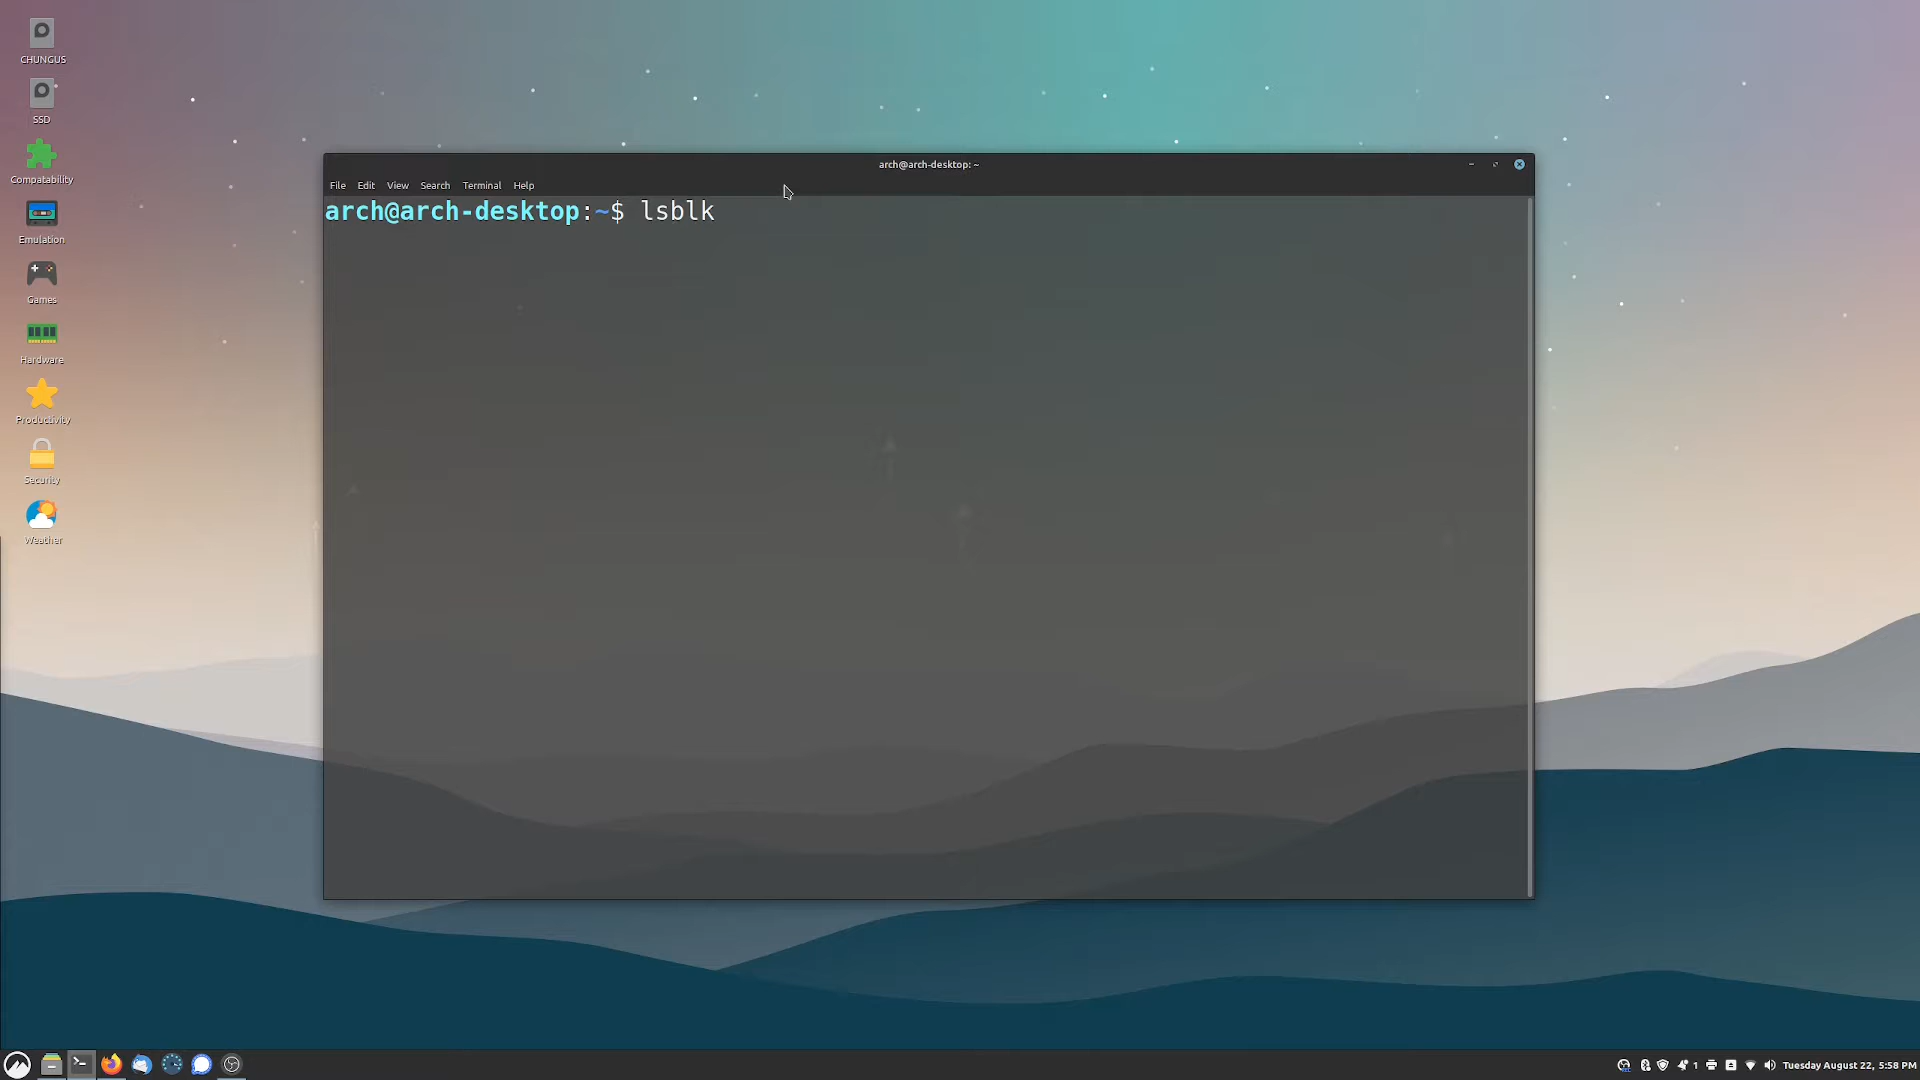 CHUNGUS
SSD
Compatability
Emulation
Games
Hardware
Productivity
Security
Weather
arch@arch-desktop: ~
File Edit View Search Terminal Help
arch@arch-desktop:~$ lsblk
1 Tuesday August 22, 5:58 PM